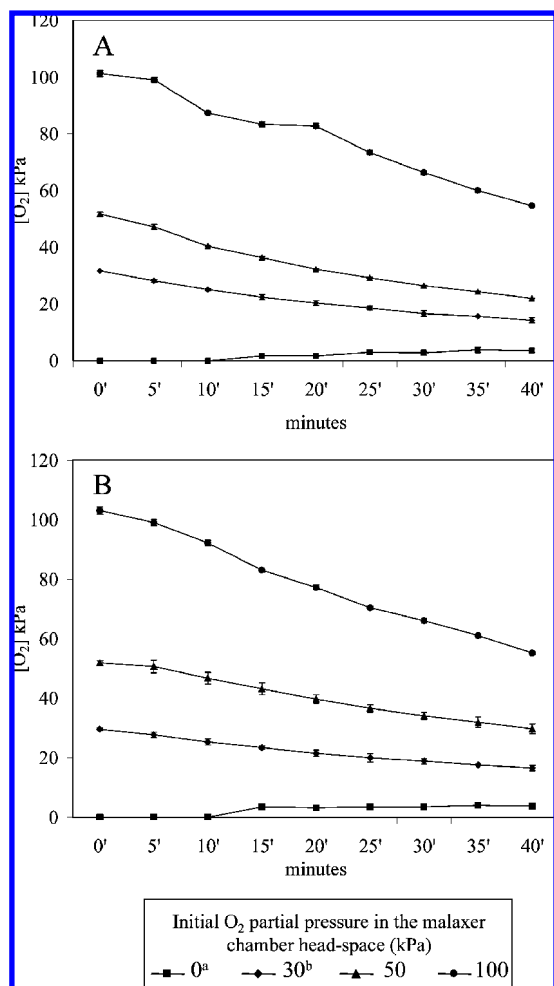 A
120
100
80
60
40
20
0
[O₂] kPa
0' 5' 10' 15' 20' 25' 30' 35' 40'
minutes
B
120
100
80
60
40
20
0
[O₂] kPa
0' 5' 10' 15' 20' 25' 30' 35' 40'
minutes
Initial O₂ partial pressure in the malaxer
chamber head-space (kPa)
0ᵃ 30ᵇ 50 100